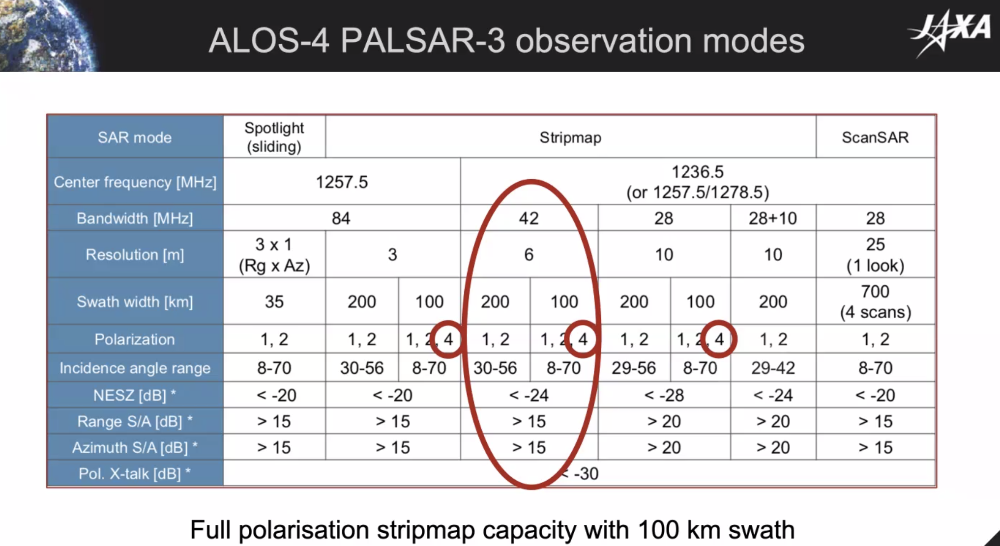 ALOS-4 PALSAR-3 observation modes
JAXA
SAR mode
Spotlight
(sliding)
Stripmap
ScanSAR
Center frequency [MHz]
1257.5
1236.5
(or 1257.5/1278.5)
Bandwidth [MHz]
84
42
28
28+10
28
Resolution [m]
3 x 1
(Rg x Az)
3
6
10
10
25
(1 look)
Swath width [km]
35
200
100
200
100
200
100
200
700
(4 scans)
Polarization
1, 2
1, 2
1, 2, 4
1, 2
1, 2, 4
1, 2
1, 2, 4
1, 2
1, 2
Incidence angle range
8-70
30-56
8-70
30-56
8-70
29-56
8-70
29-42
8-70
NESZ [dB] *
< -20
< -20
< -24
< -28
< -24
< -20
Range S/A [dB] *
> 15
> 15
> 15
> 20
> 20
> 15
Azimuth S/A [dB] *
> 15
> 15
> 15
> 20
> 20
> 15
Pol. X-talk [dB] *
< -30
Full polarisation stripmap capacity with 100 km swath